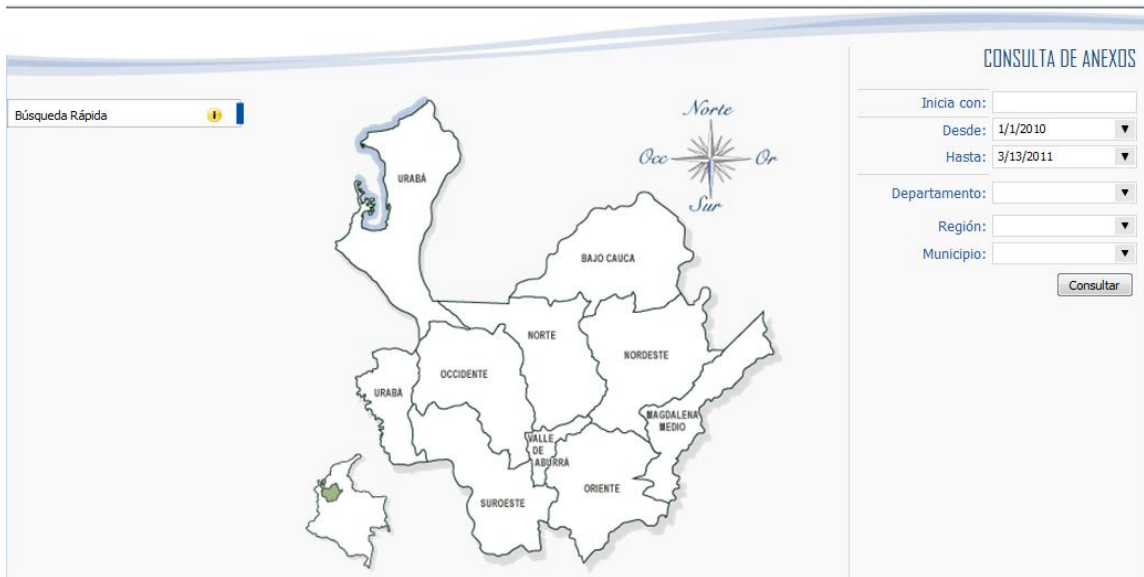 CONSULTA DE ANEXOS
Búsqueda Rápida
Inicia con:
Desde: 1/1/2010
Hasta: 3/13/2011
Departamento:
Región:
Municipio:
Consultar
Norte
Occ
Or
Sur
URABÁ
BAJO CAUCA
NORTE
NORDESTE
OCCIDENTE
URABÁ
MAGDALENA
MEDIO
VALLE
DE
ABURRÁ
ORIENTE
SUROESTE